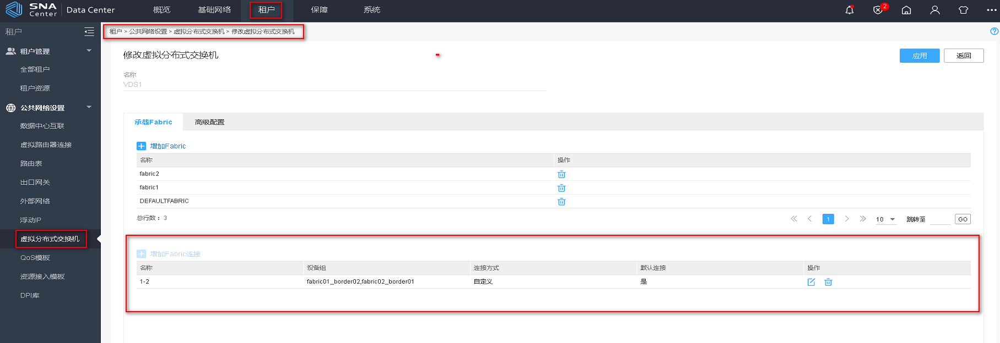 SNA Center Data Center 概览 基础网络 租户 保障 系统 2
租户
租户管理
全部租户
租户资源
公共网络设置
数据中心互联
虚拟路由器连接
路由表
出口网关
外部网络
浮动IP
虚拟分布式交换机
QoS模板
资源接入模板
DPI库
租户 > 公共网络设置 > 虚拟分布式交换机 > 修改虚拟分布式交换机
修改虚拟分布式交换机 应用 返回
名称
VDS1
承载Fabric 高级配置
增加Fabric
名称 操作
fabric2
fabric1
DEFAULTFABRIC
总行数：3 1 10 跳转至 GO
增加Fabric连接
名称 设备组 连接方式 默认连接 操作
1-2 fabric01_border02,fabric02_border01 自定义 是